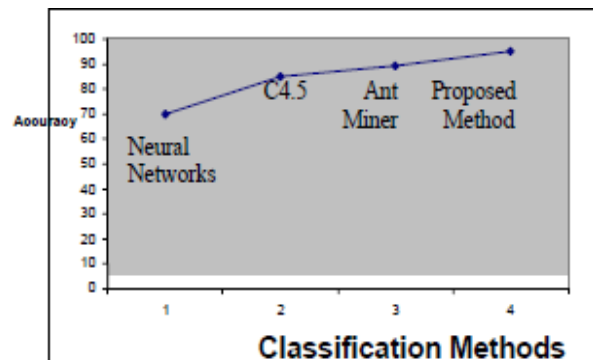 100
90
80
70
60
50
40
30
20
10
0
Accuracy
C4.5
Ant
Miner
Proposed
Method
Neural
Networks
1 2 3 4
Classification Methods